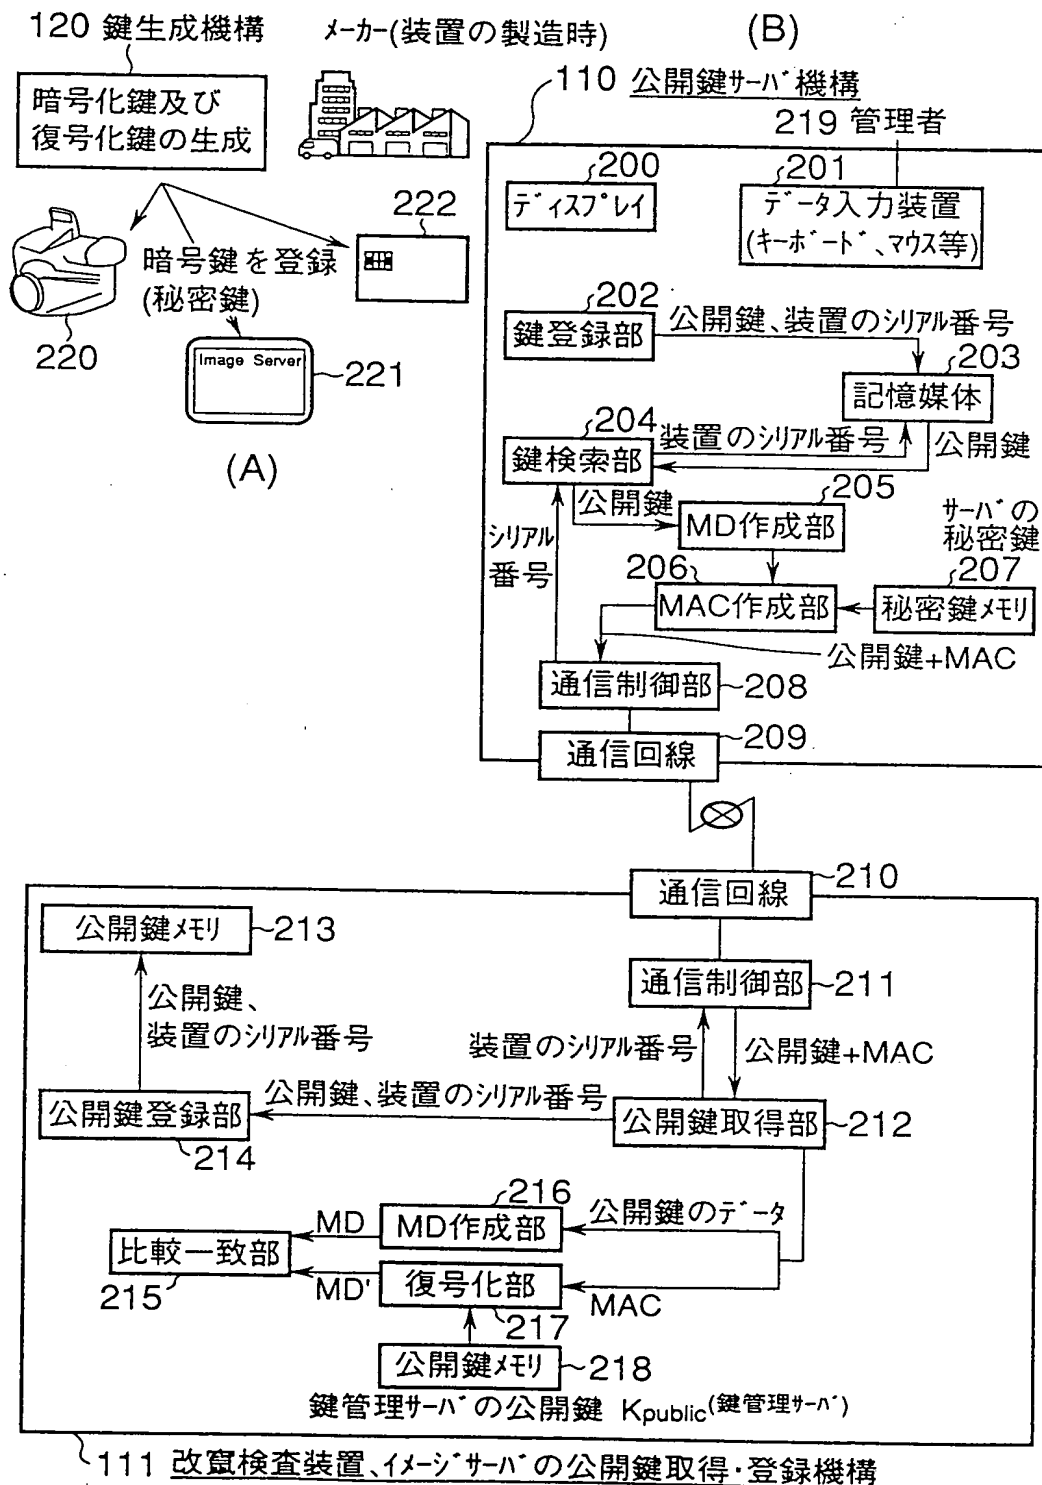 120 鍵生成機構
暗号化鍵及び
復号化鍵の生成
メーカー(装置の製造時)
暗号鍵を登録
(秘密鍵)
220
222
Image Server
221
(A)
(B)
110 公開鍵サーバ機構
219 管理者
200
ディスプレイ
201
データ入力装置
(キーボード、マウス等)
202
鍵登録部
公開鍵、装置のシリアル番号
203
記憶媒体
204
鍵検索部
装置のシリアル番号
公開鍵
公開鍵
205
MD作成部
シリアル
番号
サーバの
秘密鍵
206
MAC作成部
207
秘密鍵メモリ
公開鍵+MAC
通信制御部
208
通信回線
209
通信回線
210
公開鍵メモリ
213
通信制御部
211
公開鍵、
装置のシリアル番号
装置のシリアル番号
公開鍵+MAC
公開鍵、装置のシリアル番号
公開鍵登録部
214
公開鍵取得部
212
216
MD作成部
公開鍵のデータ
MD
比較一致部
215
MD'
復号化部
217
MAC
公開鍵メモリ
218
鍵管理サーバの公開鍵 Kpublic(鍵管理サーバ)
111 改竄検査装置、イメージサーバの公開鍵取得・登録機構